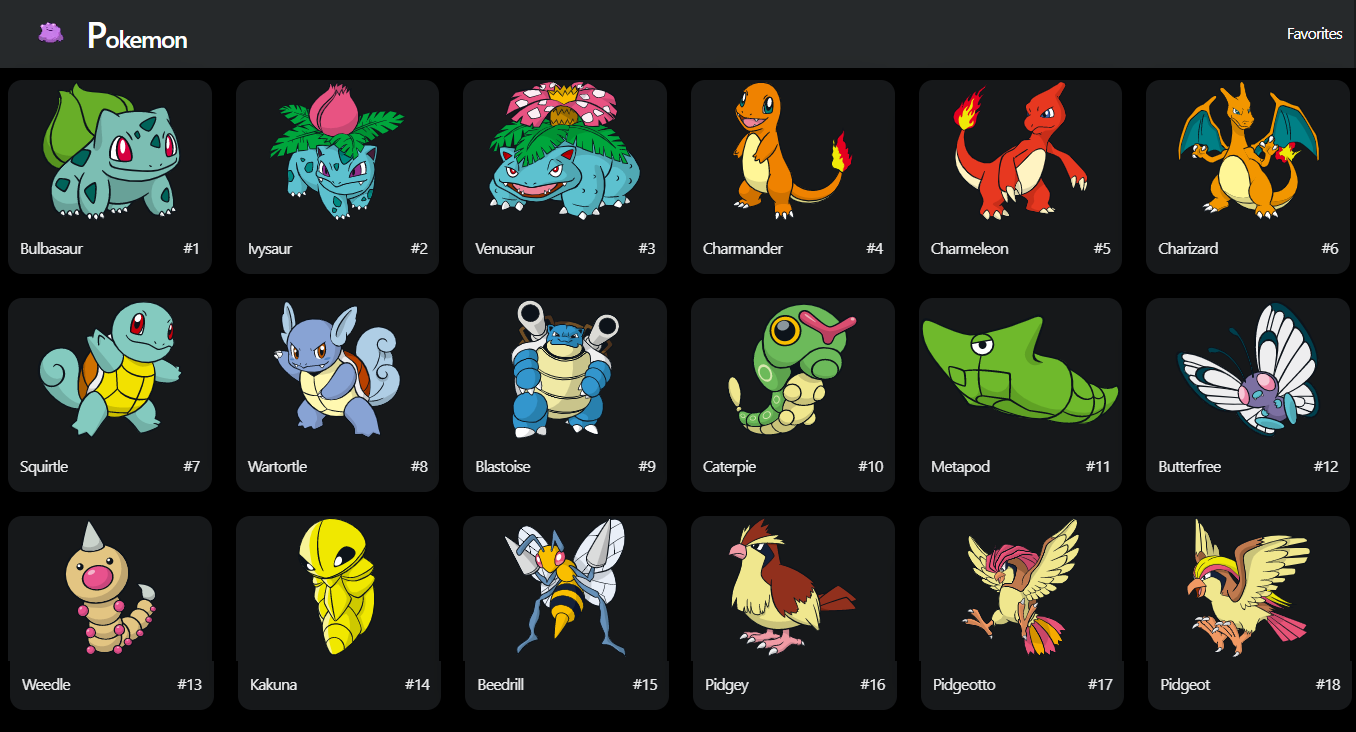 Pokemon
Favorites
Bulbasaur #1
Ivysaur #2
Venusaur #3
Charmander #4
Charmeleon #5
Charizard #6
Squirtle #7
Wartortle #8
Blastoise #9
Caterpie #10
Metapod #11
Butterfree #12
Weedle #13
Kakuna #14
Beedrill #15
Pidgey #16
Pidgeotto #17
Pidgeot #18